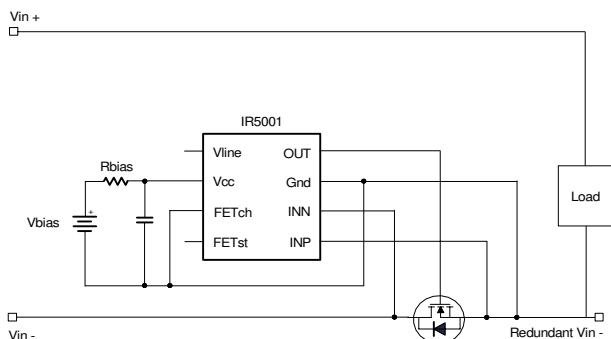 Vin +
IR5001
Vline
OUT
Rbias
Vcc
Gnd
Load
Vbias
+
FETch
INN
FETst
INP
Vin -
Redundant Vin -